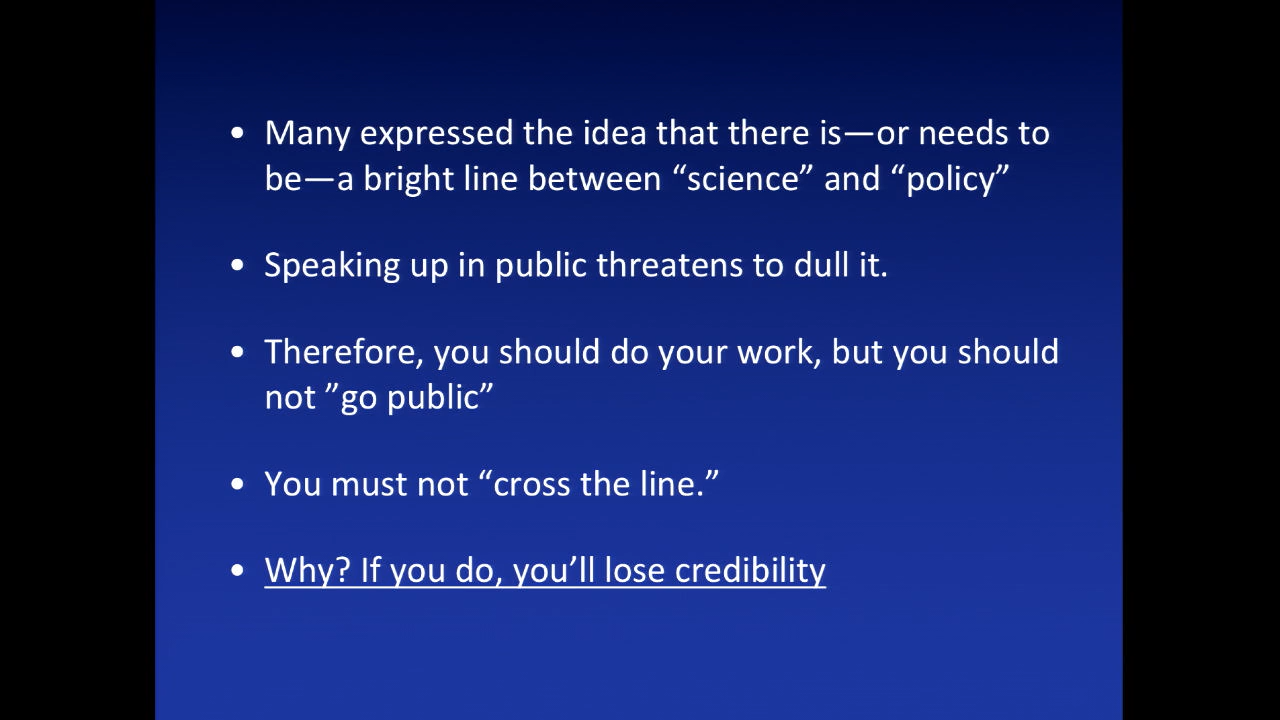 • Many expressed the idea that there is—or needs to
be—a bright line between “science” and “policy”
• Speaking up in public threatens to dull it.
• Therefore, you should do your work, but you should
not ”go public”
• You must not “cross the line.”
• Why? If you do, you’ll lose credibility